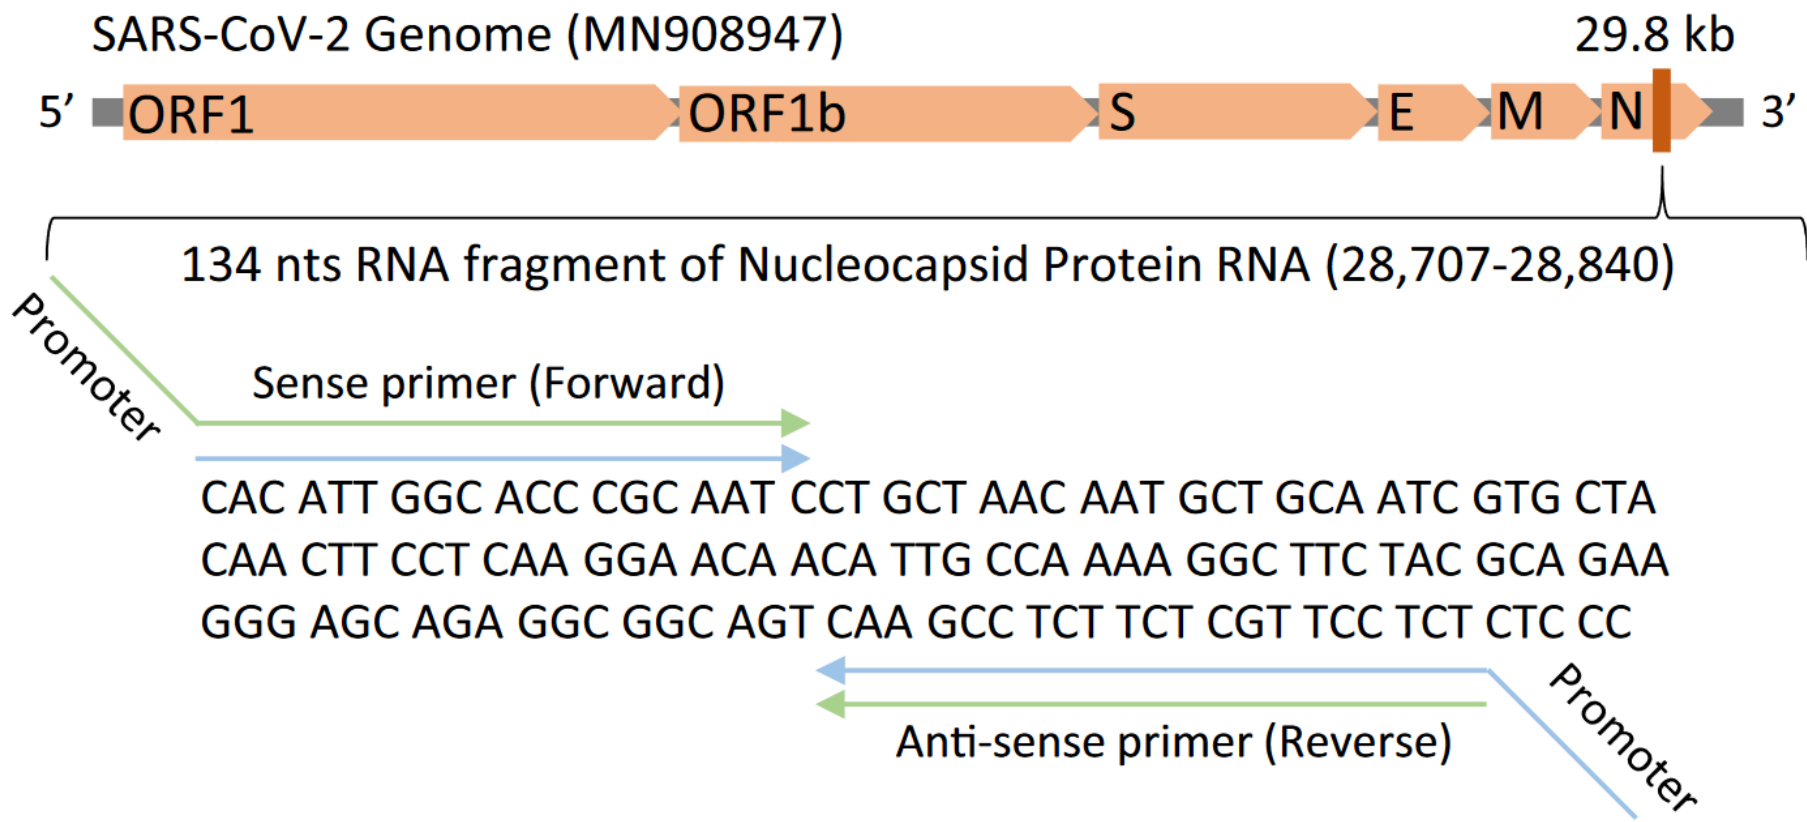 SARS-CoV-2 Genome (MN908947) 29.8 kb
5’ ORF1 ORF1b S E M N 3’
134 nts RNA fragment of Nucleocapsid Protein RNA (28,707-28,840)
Promoter
Sense primer (Forward)
CAC ATT GGC ACC CGC AAT CCT GCT AAC AAT GCT GCA ATC GTG CTA
CAA CTT CCT CAA GGA ACA ACA TTG CCA AAA GGC TTC TAC GCA GAA
GGG AGC AGA GGC GGC AGT CAA GCC TCT TCT CGT TCC TCT CTC CC
Anti-sense primer (Reverse)
Promoter